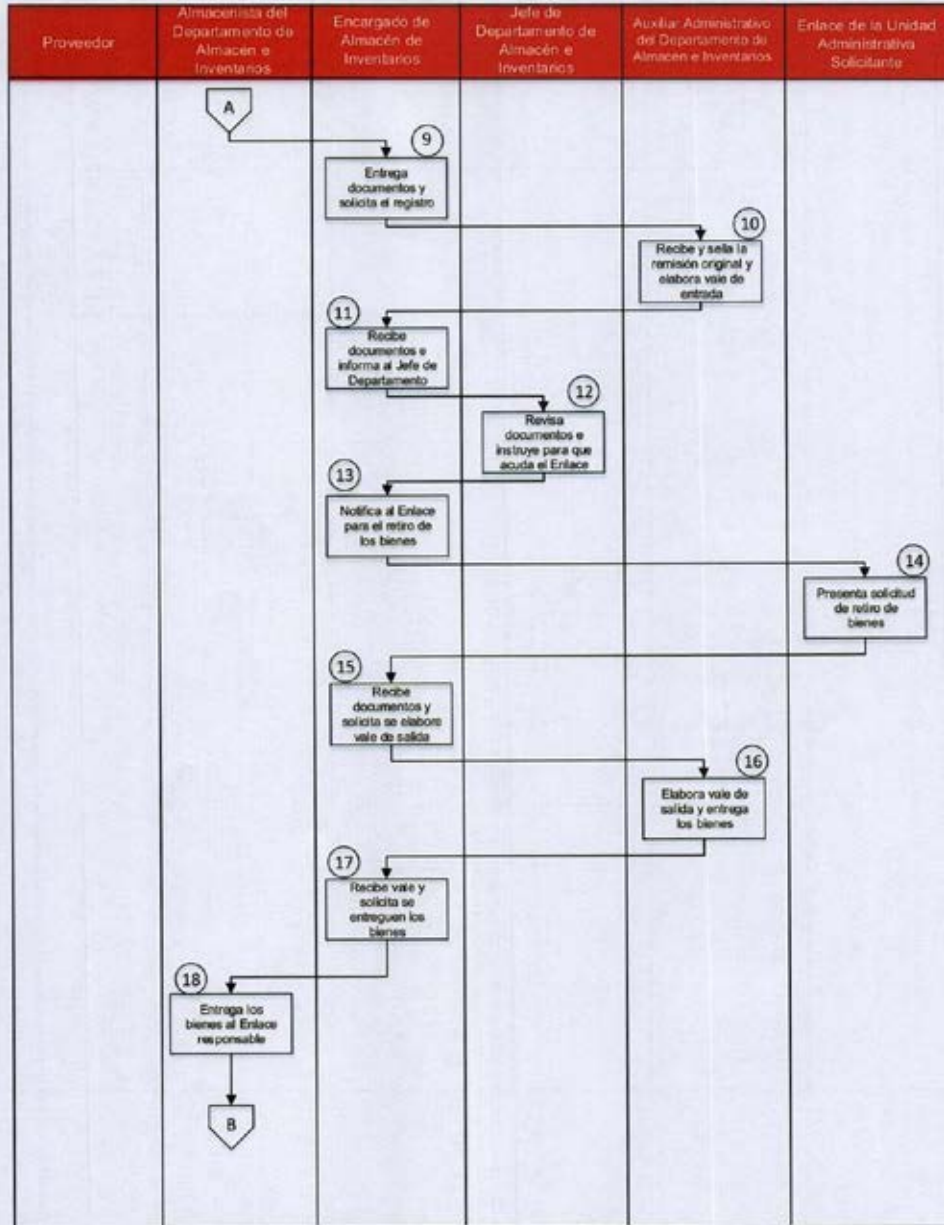 Proveedor
Almacenista del
Departamento de
Almacén e
Inventarios
Encargado de
Almacén de
Inventarios
Jefe de
Departamento de
Almacén e
Inventarios
Auxiliar Administrativo
del Departamento de
Almacén e Inventarios
Enlace de la Unidad
Administrativa
Solicitante
A
9
Entrega
documentos y
solicita el registro
10
Recibe y sella la
remisión original y
elabora vale de
entrada
11
Recibe
documentos e
informa al Jefe de
Departamento
12
Revisa
documentos e
instruye para que
acuda el Enlace
13
Notifica al Enlace
para el retiro de
los bienes
14
Presenta solicitud
de retiro de
bienes
15
Recibe
documentos y
solicita se elabore
vale de salida
16
Elabora vale de
salida y entrega
los bienes
17
Recibe vale y
solicita se
entreguen los
bienes
18
Entrega los
bienes al Enlace
responsable
B